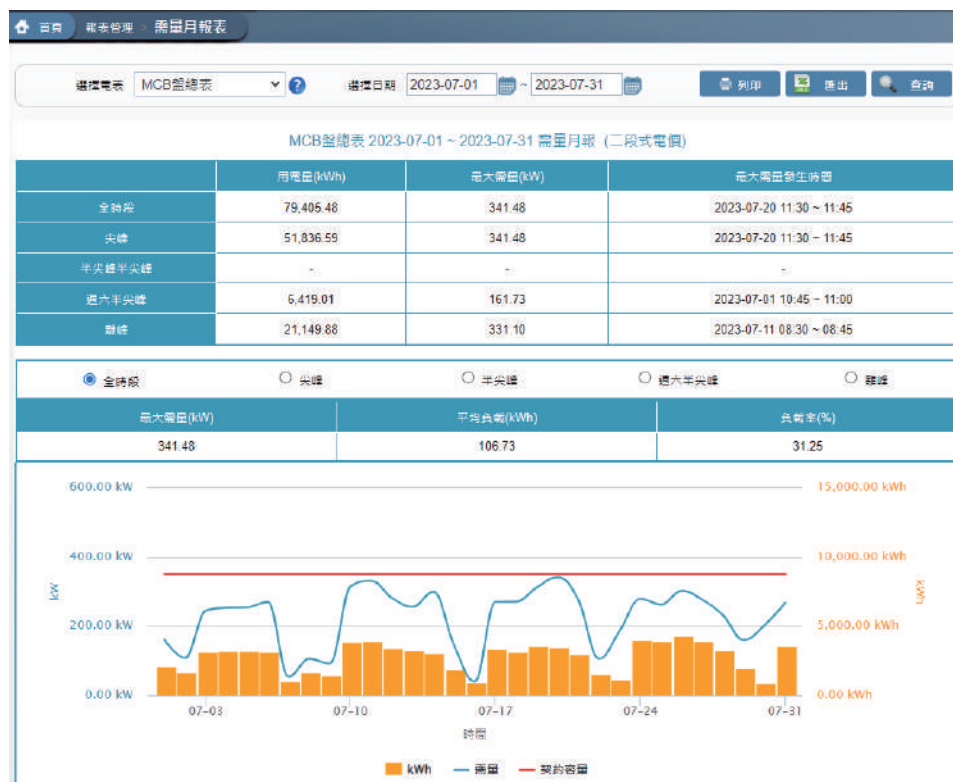 首頁 報表管理 > 需量月報表
選擇電表 MCB盤總表 ? 選擇日期 2023-07-01 ~ 2023-07-31 列印 匯出 查詢
MCB盤總表 2023-07-01 ~ 2023-07-31 需量月報 (二段式電價)
用電量(kWh) 最大需量(kW) 最大需量發生時間
全時段 79,405.48 341.48 2023-07-20 11:30 ~ 11:45
尖峰 51,836.59 341.48 2023-07-20 11:30 ~ 11:45
半尖峰半尖峰 - - -
週六半尖峰 6,419.01 161.73 2023-07-01 10:45 ~ 11:00
離峰 21,149.88 331.10 2023-07-11 08:30 ~ 08:45
全時段 尖峰 半尖峰 週六半尖峰 離峰
最大需量(kW) 平均負載(kWh) 負載率(%)
341.48 106.73 31.25
600.00 kW 15,000.00 kWh
400.00 kW 10,000.00 kWh
kW kWh
200.00 kW 5,000.00 kWh
0.00 kW 0.00 kWh
07-03 07-10 07-17 07-24 07-31
時間
kWh 需量 契約容量